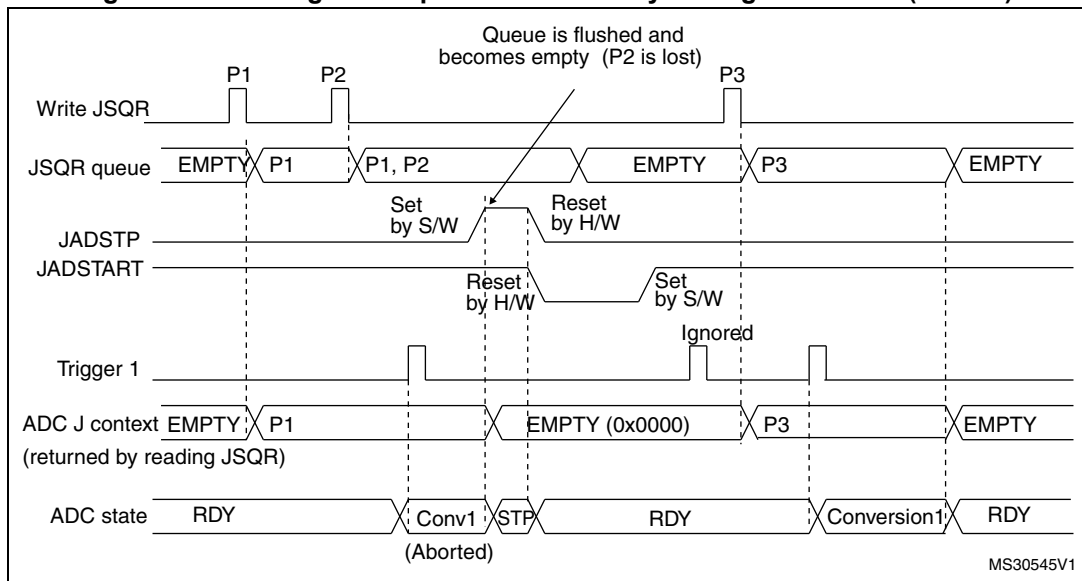 Queue is flushed and
becomes empty (P2 is lost)
P1 P2 P3
Write JSQR
JSQR queue EMPTY P1 P1, P2 EMPTY P3 EMPTY
Set
by S/W
Reset
by H/W
JADSTP
JADSTART
Reset
by H/W
Set
by S/W
Ignored
Trigger 1
ADC J context EMPTY P1 EMPTY (0x0000) P3 EMPTY
(returned by reading JSQR)
ADC state RDY Conv1 STP RDY Conversion1 RDY
(Aborted)
MS30545V1